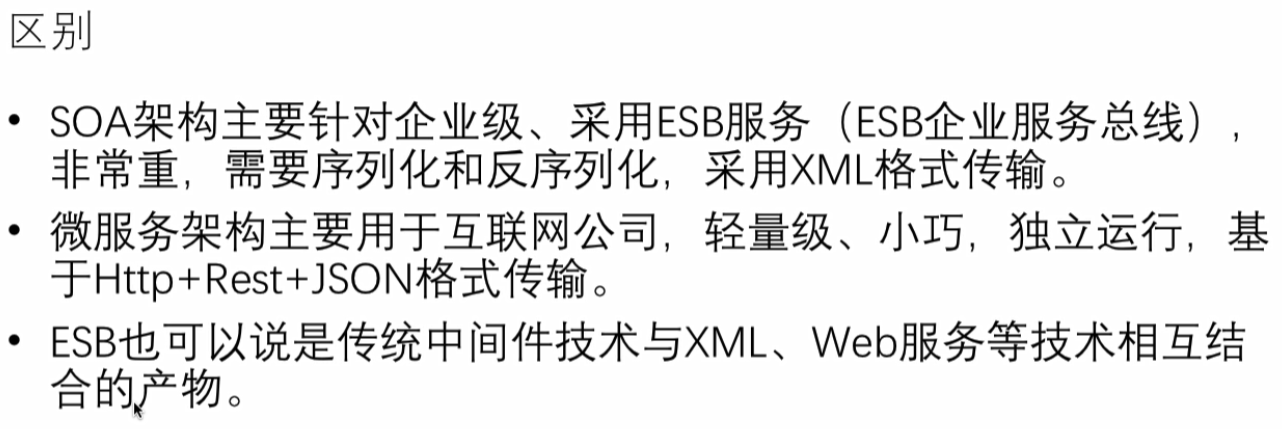 区别
• SOA架构主要针对企业级、采用ESB服务（ESB企业服务总线），
非常重，需要序列化和反序列化，采用XML格式传输。
• 微服务架构主要用于互联网公司，轻量级、小巧，独立运行，基
于Http+Rest+JSON格式传输。
• ESB也可以说是传统中间件技术与XML、Web服务等技术相互结
合的产物。